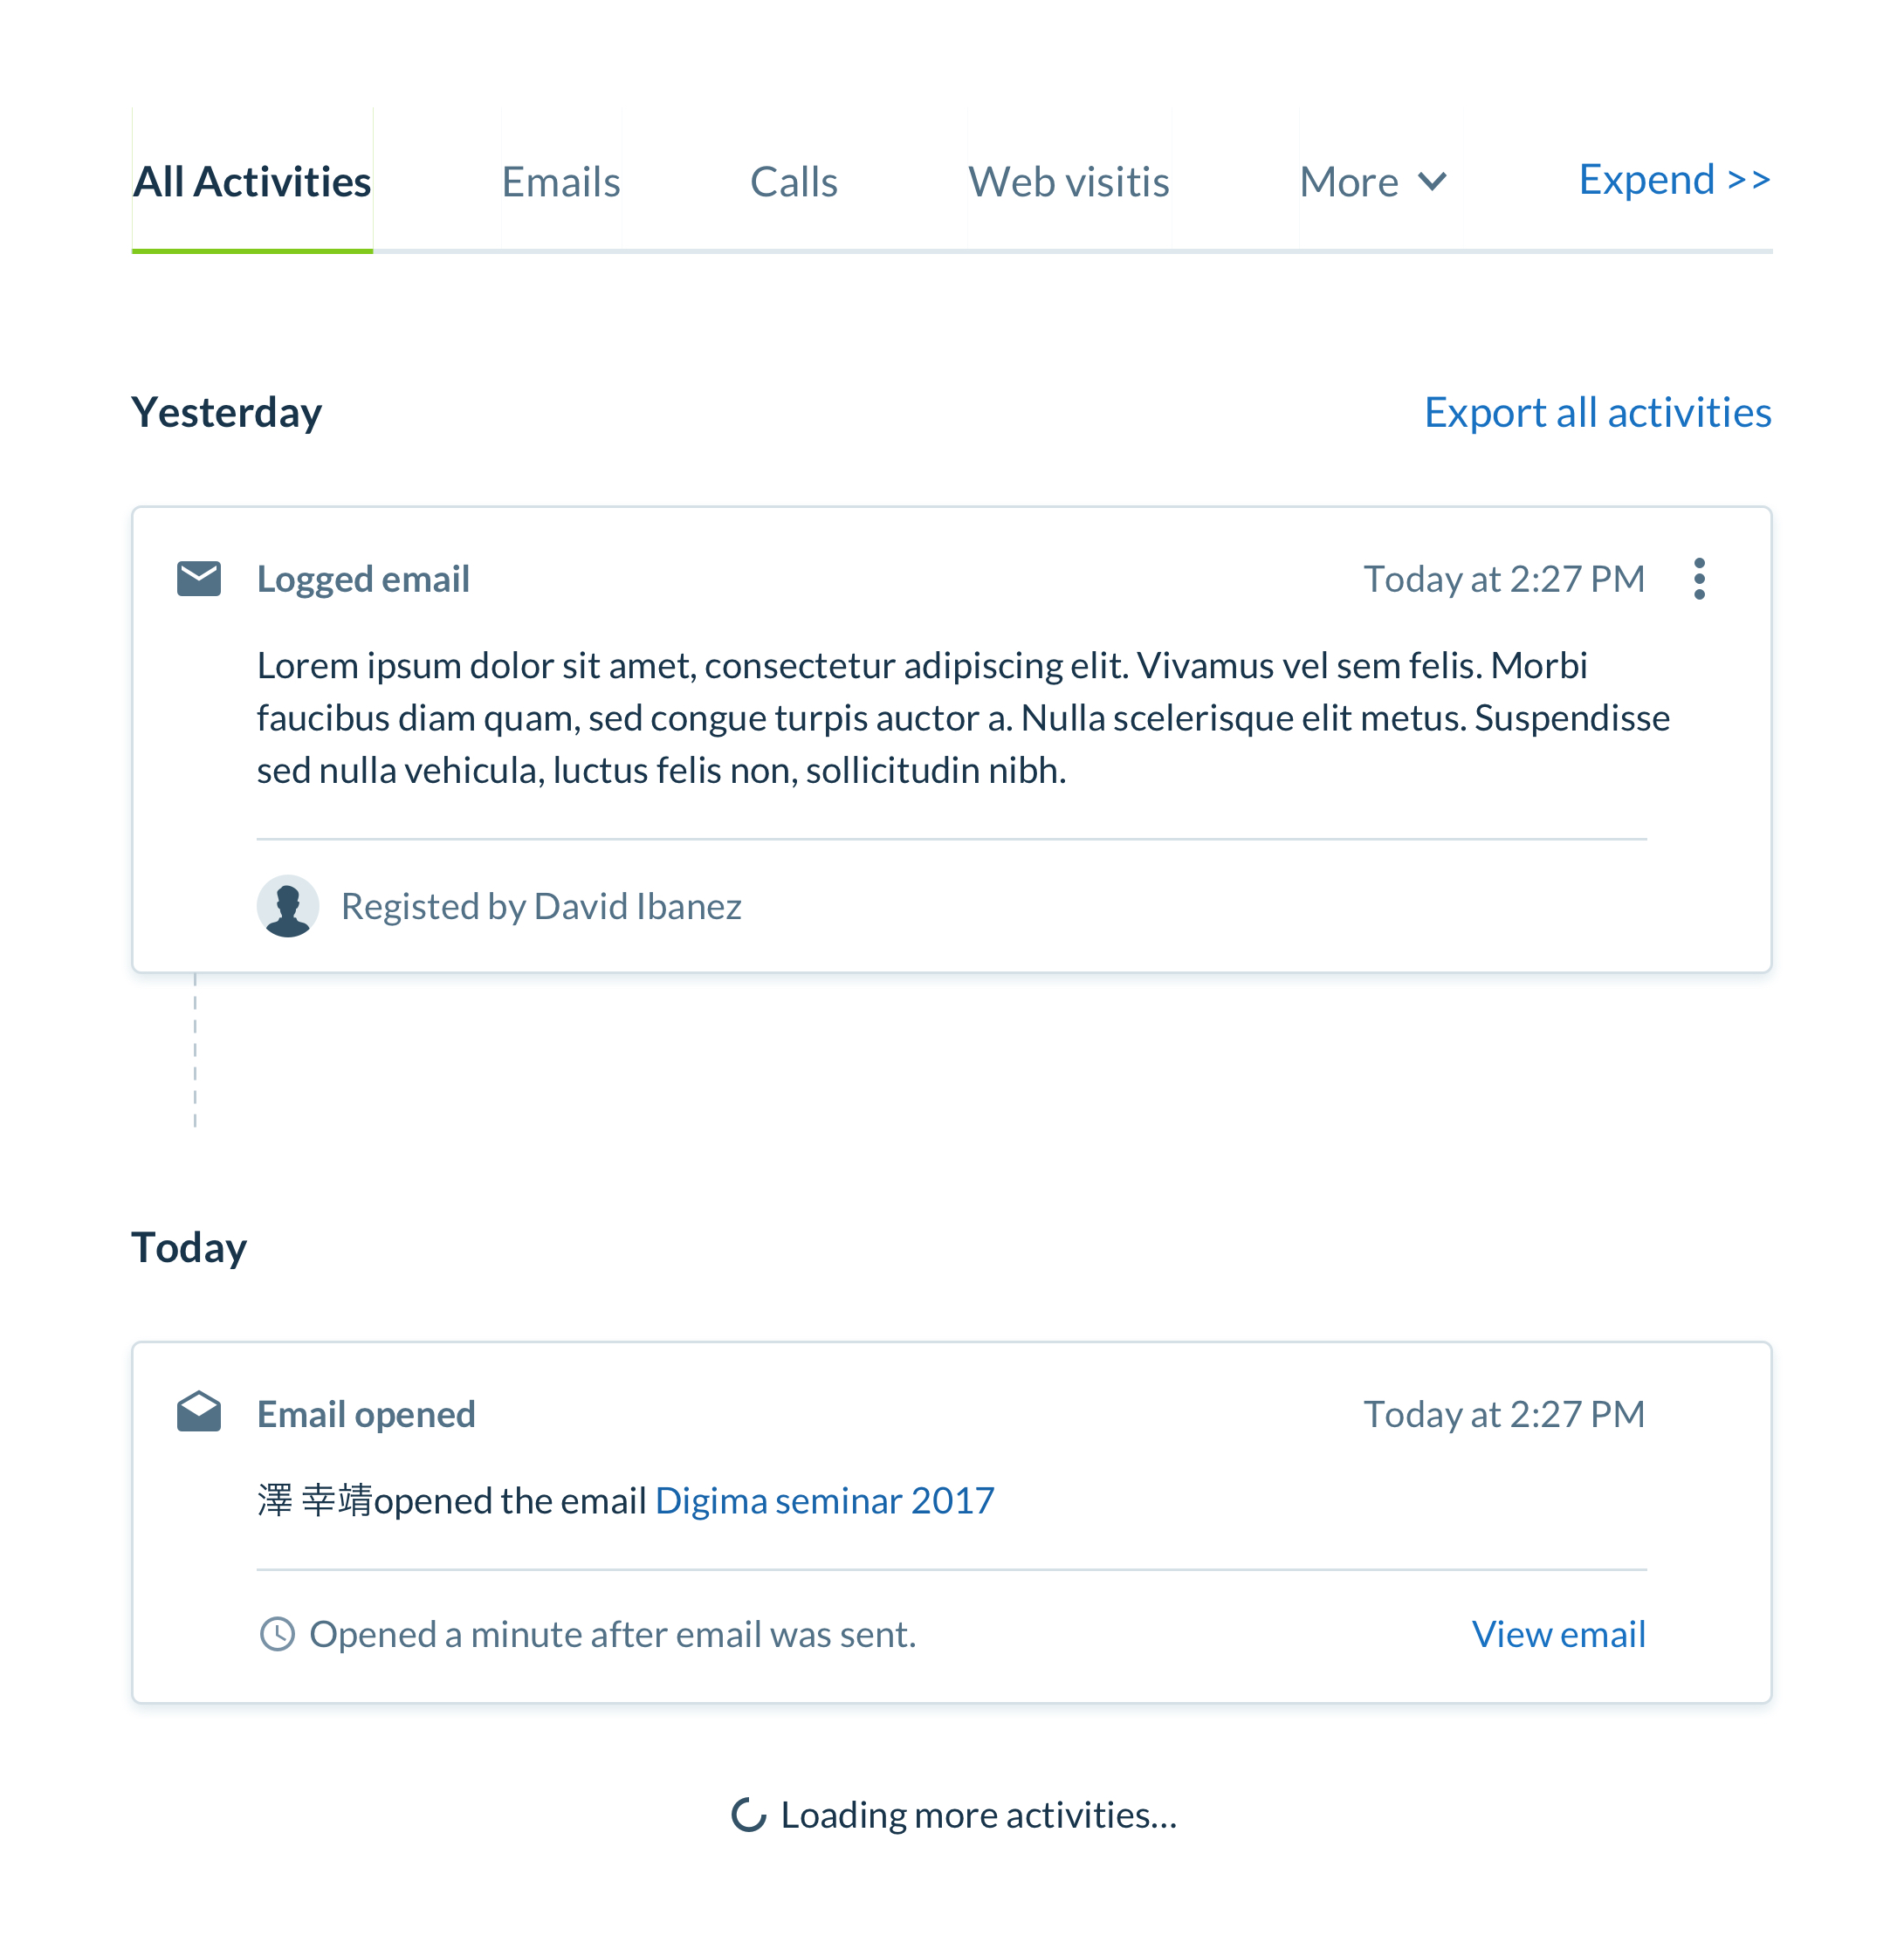 All Activities Emails Calls Web visitis More Expend >>
Yesterday Export all activities
Logged email Today at 2:27 PM
Lorem ipsum dolor sit amet, consectetur adipiscing elit. Vivamus vel sem felis. Morbi
faucibus diam quam, sed congue turpis auctor a. Nulla scelerisque elit metus. Suspendisse
sed nulla vehicula, luctus felis non, sollicitudin nibh.
Registed by David Ibanez
Today
Email opened Today at 2:27 PM
澤 幸靖opened the email Digima seminar 2017
Opened a minute after email was sent. View email
Loading more activities...